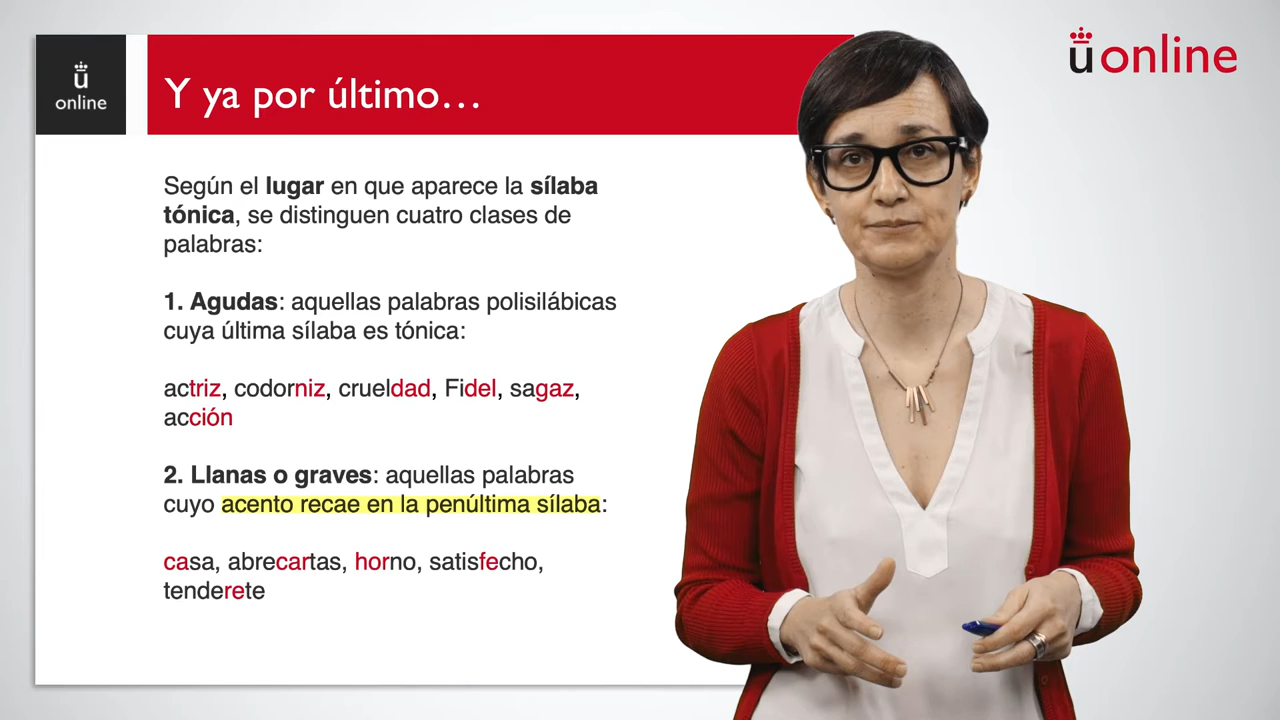 ü online
ü
online
Y ya por último…
Según el lugar en que aparece la sílaba
tónica, se distinguen cuatro clases de
palabras:
1. Agudas: aquellas palabras polisilábicas
cuya última sílaba es tónica:
actriz, codorniz, crueldad, Fidel, sagaz,
acción
2. Llanas o graves: aquellas palabras
cuyo acento recae en la penúltima sílaba:
casa, abrecartas, horno, satisfecho,
tenderete